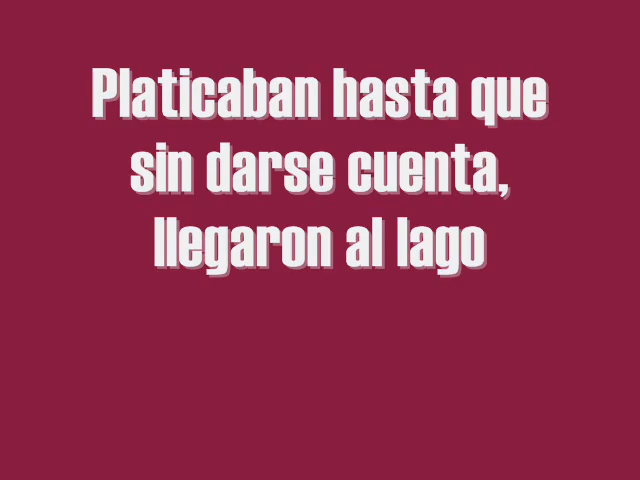 Platicaban hasta que
sin darse cuenta,
llegaron al lago